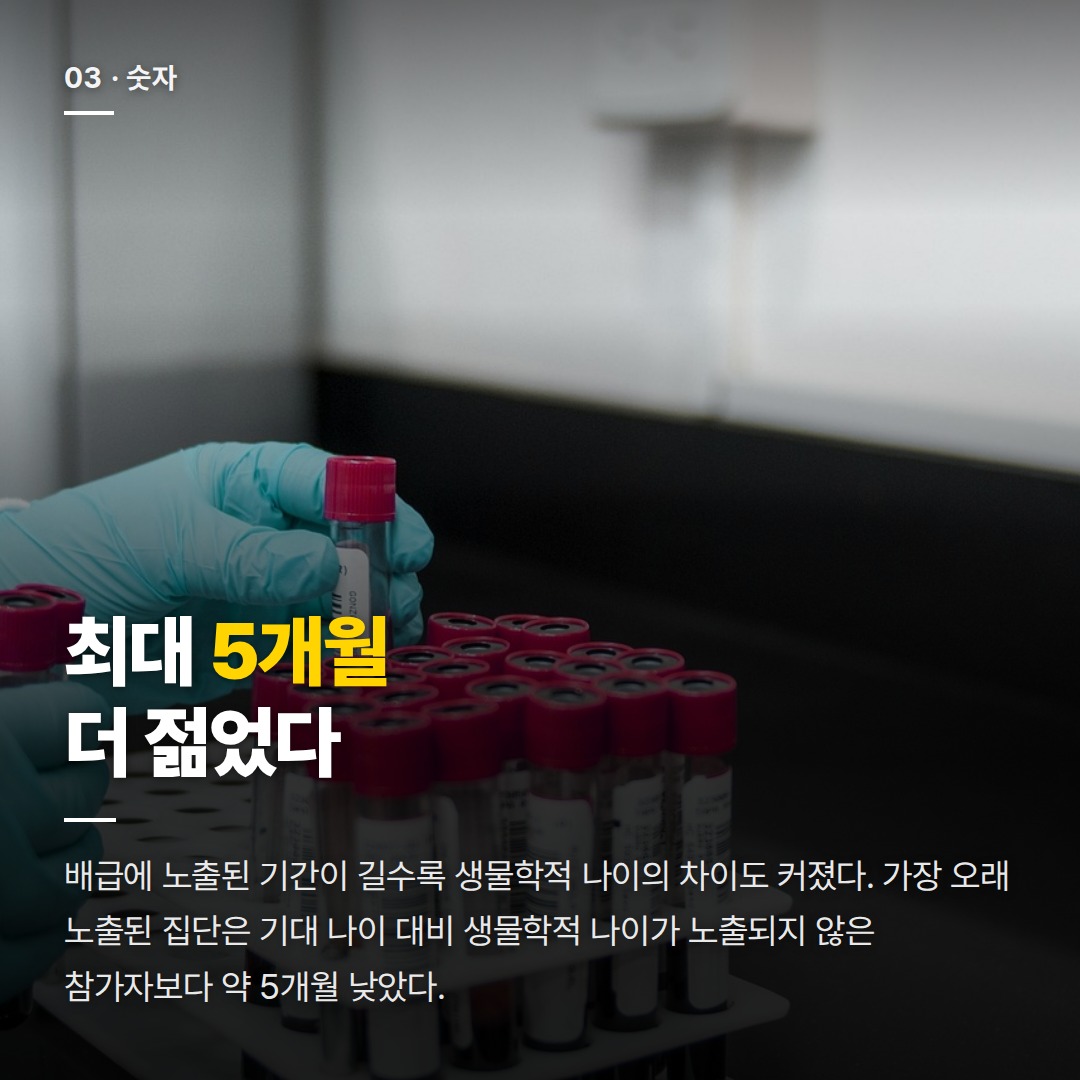 03 · 숫자
최대 5개월
더 젊었다
배급에 노출된 기간이 길수록 생물학적 나이의 차이도 커졌다. 가장 오래
노출된 집단은 기대 나이 대비 생물학적 나이가 노출되지 않은
참가자보다 약 5개월 낮았다.